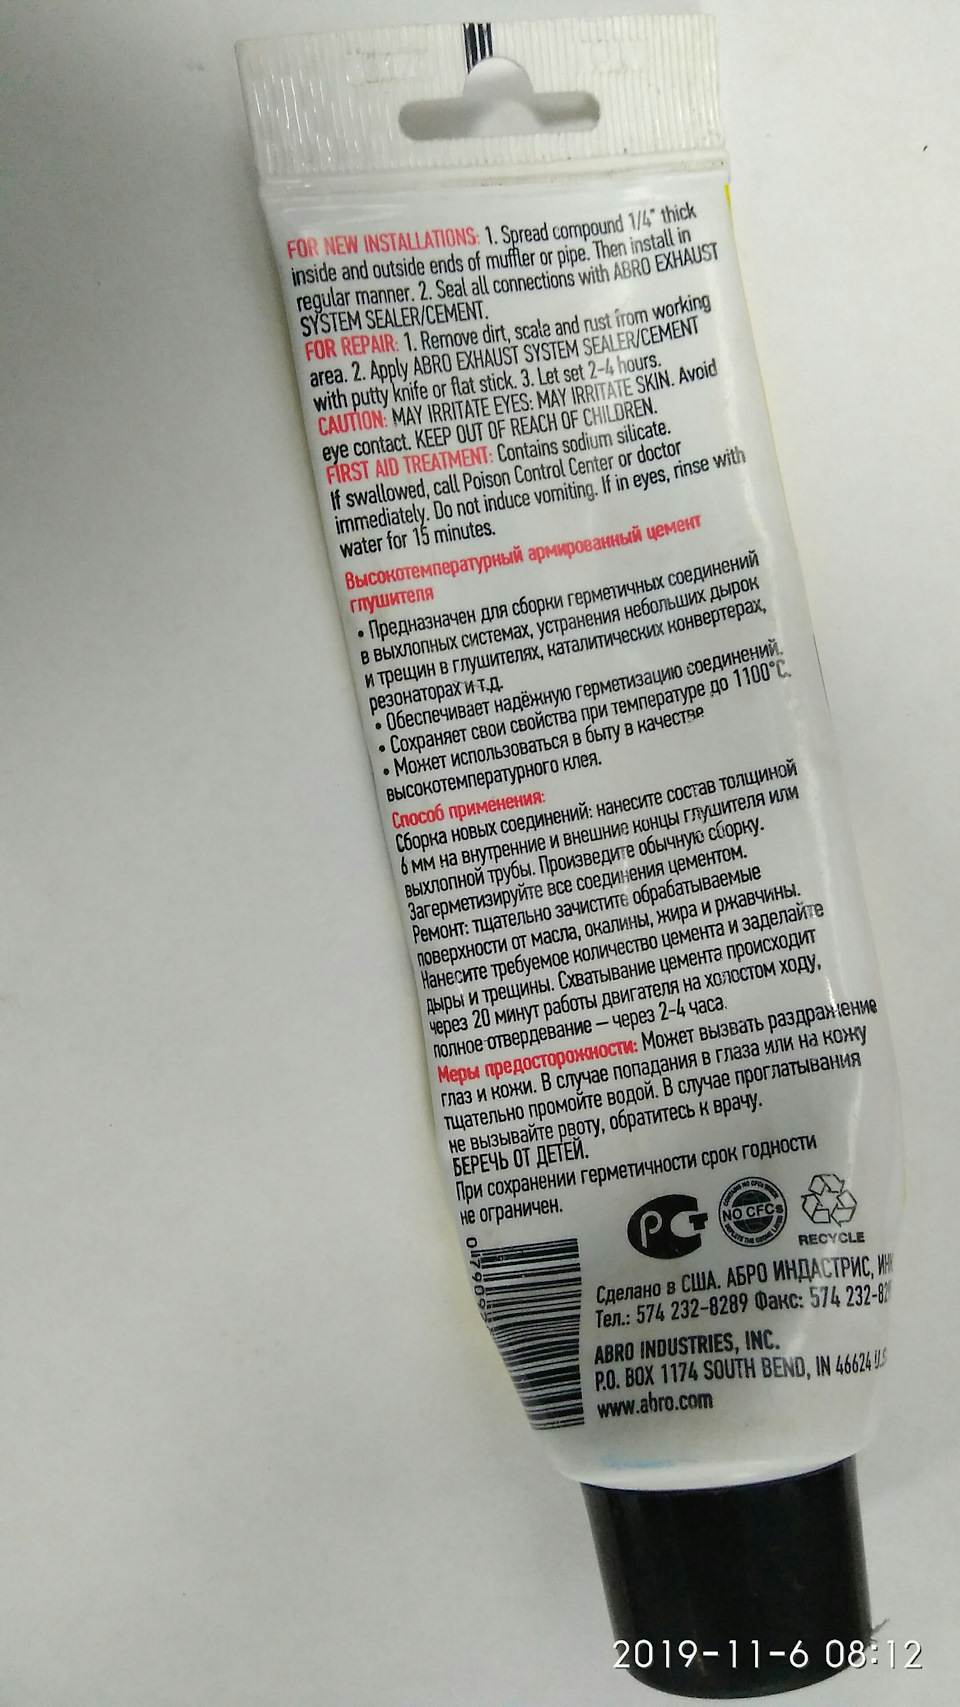 FOR NEW INSTALLATIONS: 1. Spread compound 1/4" thick
inside and outside ends of muffler or pipe. Then install in
regular manner. 2. Seal all connections with ABRO EXHAUST
SYSTEM SEALER/CEMENT.
FOR REPAIR: 1. Remove dirt, scale and rust from working
area. 2. Apply ABRO EXHAUST SYSTEM SEALER/CEMENT
with putty knife or flat stick. 3. Let set 2-4 hours.
CAUTION: MAY IRRITATE EYES: MAY IRRITATE SKIN. Avoid
eye contact. KEEP OUT OF REACH OF CHILDREN.
FIRST AID TREATMENT: Contains sodium silicate.
If swallowed, call Poison Control Center or doctor
immediately. Do not induce vomiting. If in eyes, rinse with
water for 15 minutes.
Высокотемпературный армированный цемент
глушителя
• Предназначен для сборки герметичных соединений
в выхлопных системах, устранения небольших дырок
и трещин в глушителях, каталитических конвертерах,
резонаторах и т.д.
• Обеспечивает надёжную герметизацию соединений.
• Сохраняет свои свойства при температуре до 1100°C.
• Может использоваться в быту в качестве
высокотемпературного клея.
Способ применения:
Сборка новых соединений: нанесите состав толщиной
6 мм на внутренние и внешние концы глушителя или
выхлопной трубы. Произведите обычную сборку.
Загерметизируйте все соединения цементом.
Ремонт: тщательно зачистите обрабатываемые
поверхности от масла, окалины, жира и ржавчины.
Нанесите требуемое количество цемента и заделайте
дыры и трещины. Схватывание цемента происходит
через 20 минут работы двигателя на холостом ходу,
полное отвердевание – через 2-4 часа.
Меры предосторожности: Может вызвать раздражение
глаз и кожи. В случае попадания в глаза или на кожу
тщательно промойте водой. В случае проглатывания
не вызывайте рвоту, обратитесь к врачу.
БЕРЕЧЬ ОТ ДЕТЕЙ.
При сохранении герметичности срок годности
не ограничен.
РСТ
NO CFCs
RECYCLE
Сделано в США. АБРО ИНДАСТРИС,
Тел.: 574 232-8289 Факс: 574
ABRO INDUSTRIES, INC.
P.O. BOX 1174 SOUTH BEND, IN 46624 U.S
www.abro.com
2019-11-6 08:12